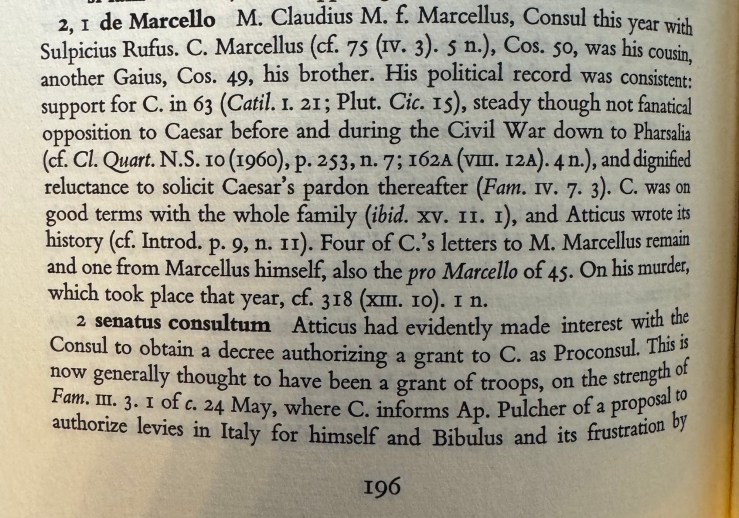 2, 1 de Marcello M. Claudius M. f. Marcellus, Consul this year with
Sulpicius Rufus. C. Marcellus (cf. 75 (IV. 3). 5 n.), Cos. 50, was his cousin,
another Gaius, Cos. 49, his brother. His political record was consistent:
support for C. in 63 (Catil. I. 21; Plut. Cic. 15), steady though not fanatical
opposition to Caesar before and during the Civil War down to Pharsalia
(cf. Cl. Quart. N.S. 10 (1960), p. 253, n. 7; 162A (VIII. 12A). 4 n.), and dignified
reluctance to solicit Caesar's pardon thereafter (Fam. IV. 7. 3). C. was on
good terms with the whole family (ibid. XV. 11. 1), and Atticus wrote its
history (cf. Introd. p. 9, n. 11). Four of C.'s letters to M. Marcellus remain
and one from Marcellus himself, also the pro Marcello of 45. On his murder,
which took place that year, cf. 318 (XIII. 10). 1 n.
2 senatus consultum Atticus had evidently made interest with the
Consul to obtain a decree authorizing a grant to C. as Proconsul. This is
now generally thought to have been a grant of troops, on the strength of
Fam. III. 3. 1 of c. 24 May, where C. informs Ap. Pulcher of a proposal to
authorize levies in Italy for himself and Bibulus and its frustration by
196